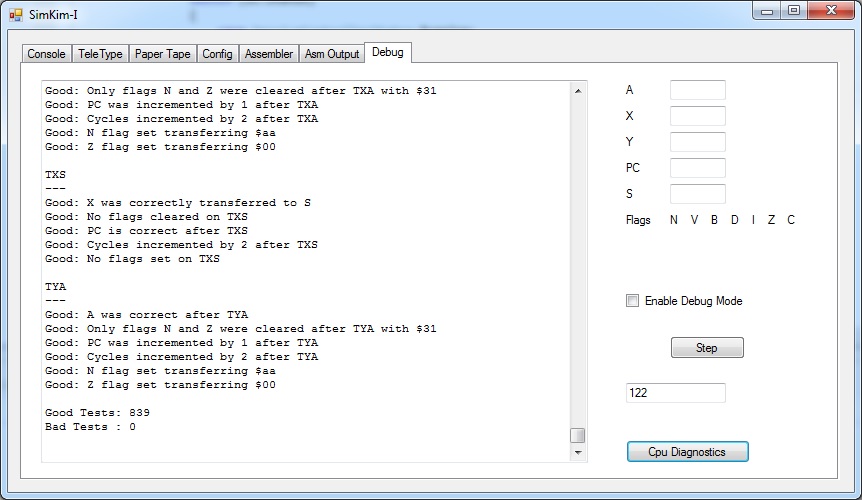 SimKim-I
Console TeleType Paper Tape Config Assembler Asm Output Debug
Good: Only flags N and Z were cleared after TXA with $31
Good: PC was incremented by 1 after TXA
Good: Cycles incremented by 2 after TXA
Good: N flag set transferring $aa
Good: Z flag set transferring $00
TXS
---
Good: X was correctly transferred to S
Good: No flags cleared on TXS
Good: PC is correct after TXS
Good: Cycles incremented by 2 after TXS
Good: No flags set on TXS
TYA
---
Good: A was correct after TYA
Good: Only flags N and Z were cleared after TYA with $31
Good: PC was incremented by 1 after TYA
Good: Cycles incremented by 2 after TYA
Good: N flag set transferring $aa
Good: Z flag set transferring $00
Good Tests: 839
Bad Tests : 0
A
X
Y
PC
S
Flags N V B D I Z C
Enable Debug Mode
Step
122
Cpu Diagnostics